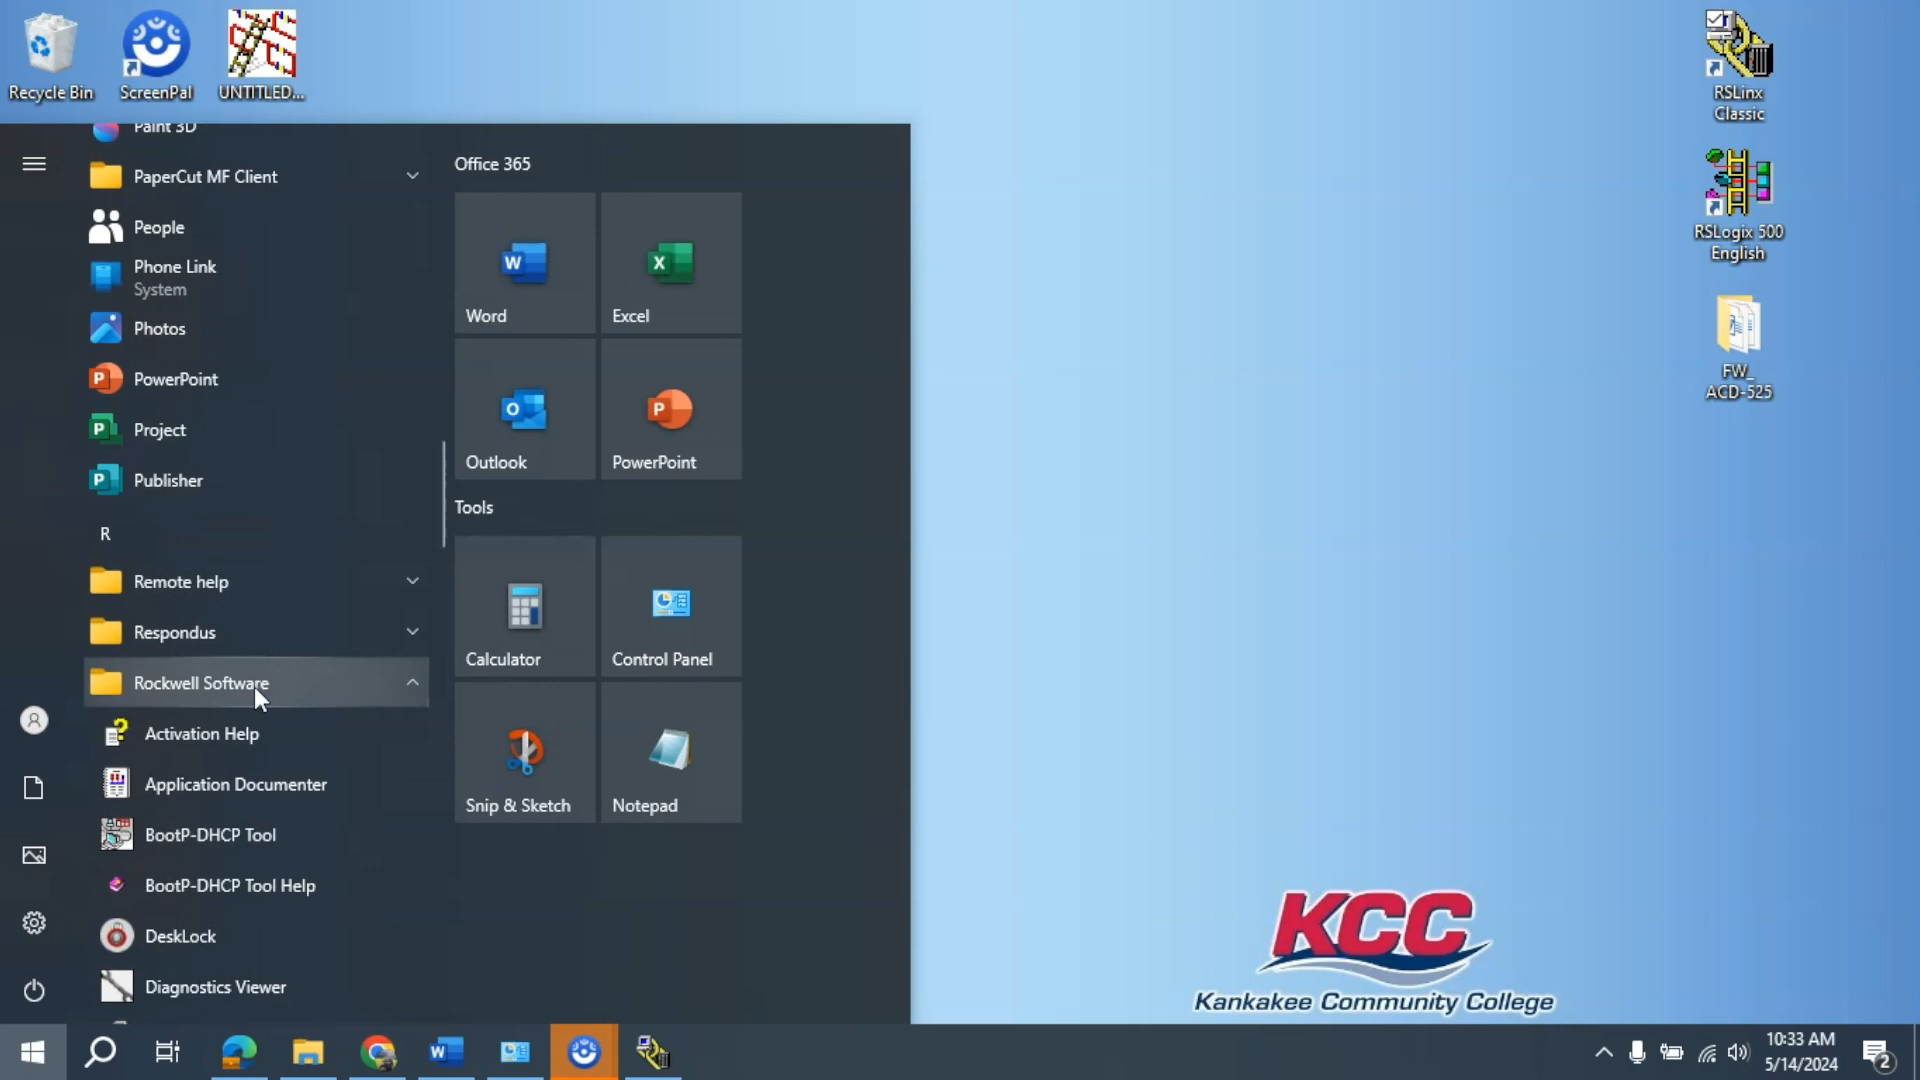 Recycle Bin
ScreenPal
UNTITLED...
RSLinx
Classic
RSLogix 500
English
FW_
ACD-525
Paint 3D
PaperCut MF Client
People
Phone Link
System
Photos
PowerPoint
Project
Publisher
R
Remote help
Respondus
Rockwell Software
Activation Help
Application Documenter
BootP-DHCP Tool
BootP-DHCP Tool Help
DeskLock
Diagnostics Viewer
Office 365
Word
Excel
Outlook
PowerPoint
Tools
Calculator
Control Panel
Snip & Sketch
Notepad
KCC
Kankakee Community College
10:33 AM
5/14/2024
2